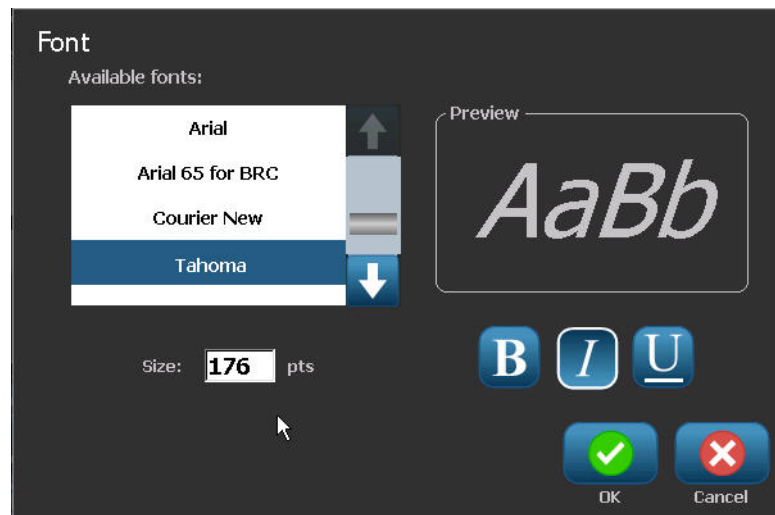 Font
Available fonts:
Arial
Arial 65 for BRC
Courier New
Tahoma
Preview
AaBb
Size: 176 pts
B I U
OK Cancel